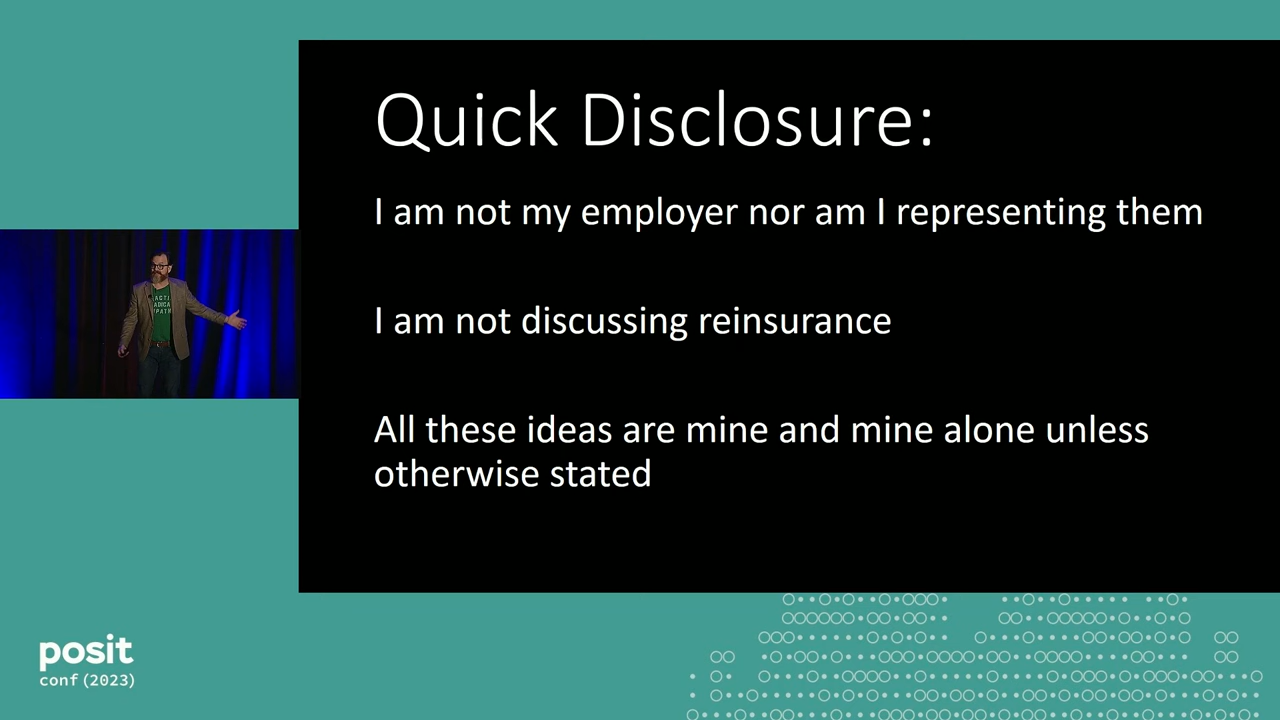 Quick Disclosure:
I am not my employer nor am I representing them
I am not discussing reinsurance
All these ideas are mine and mine alone unless
otherwise stated
posit
conf(2023)